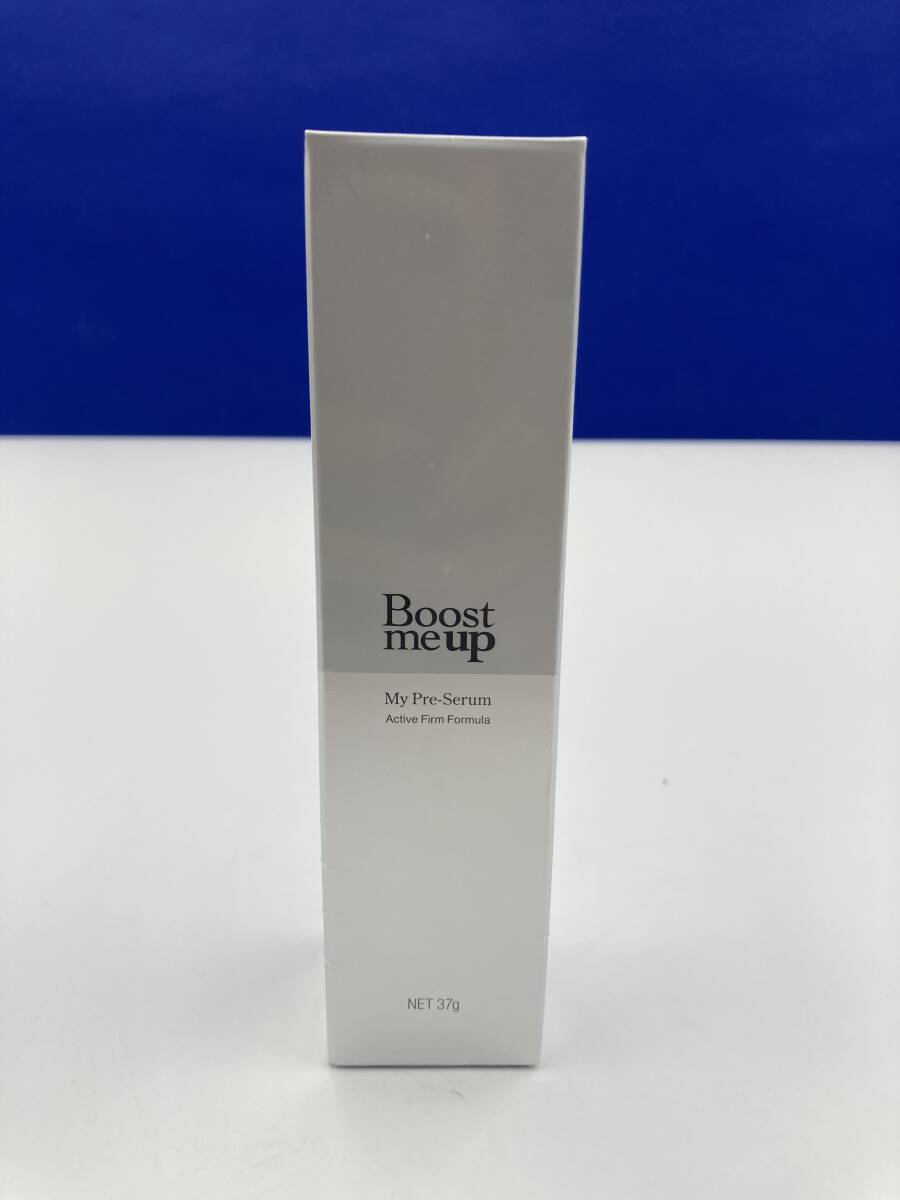 Boost
me up
My Pre-Serum
Active Firm Formula
NET 37g